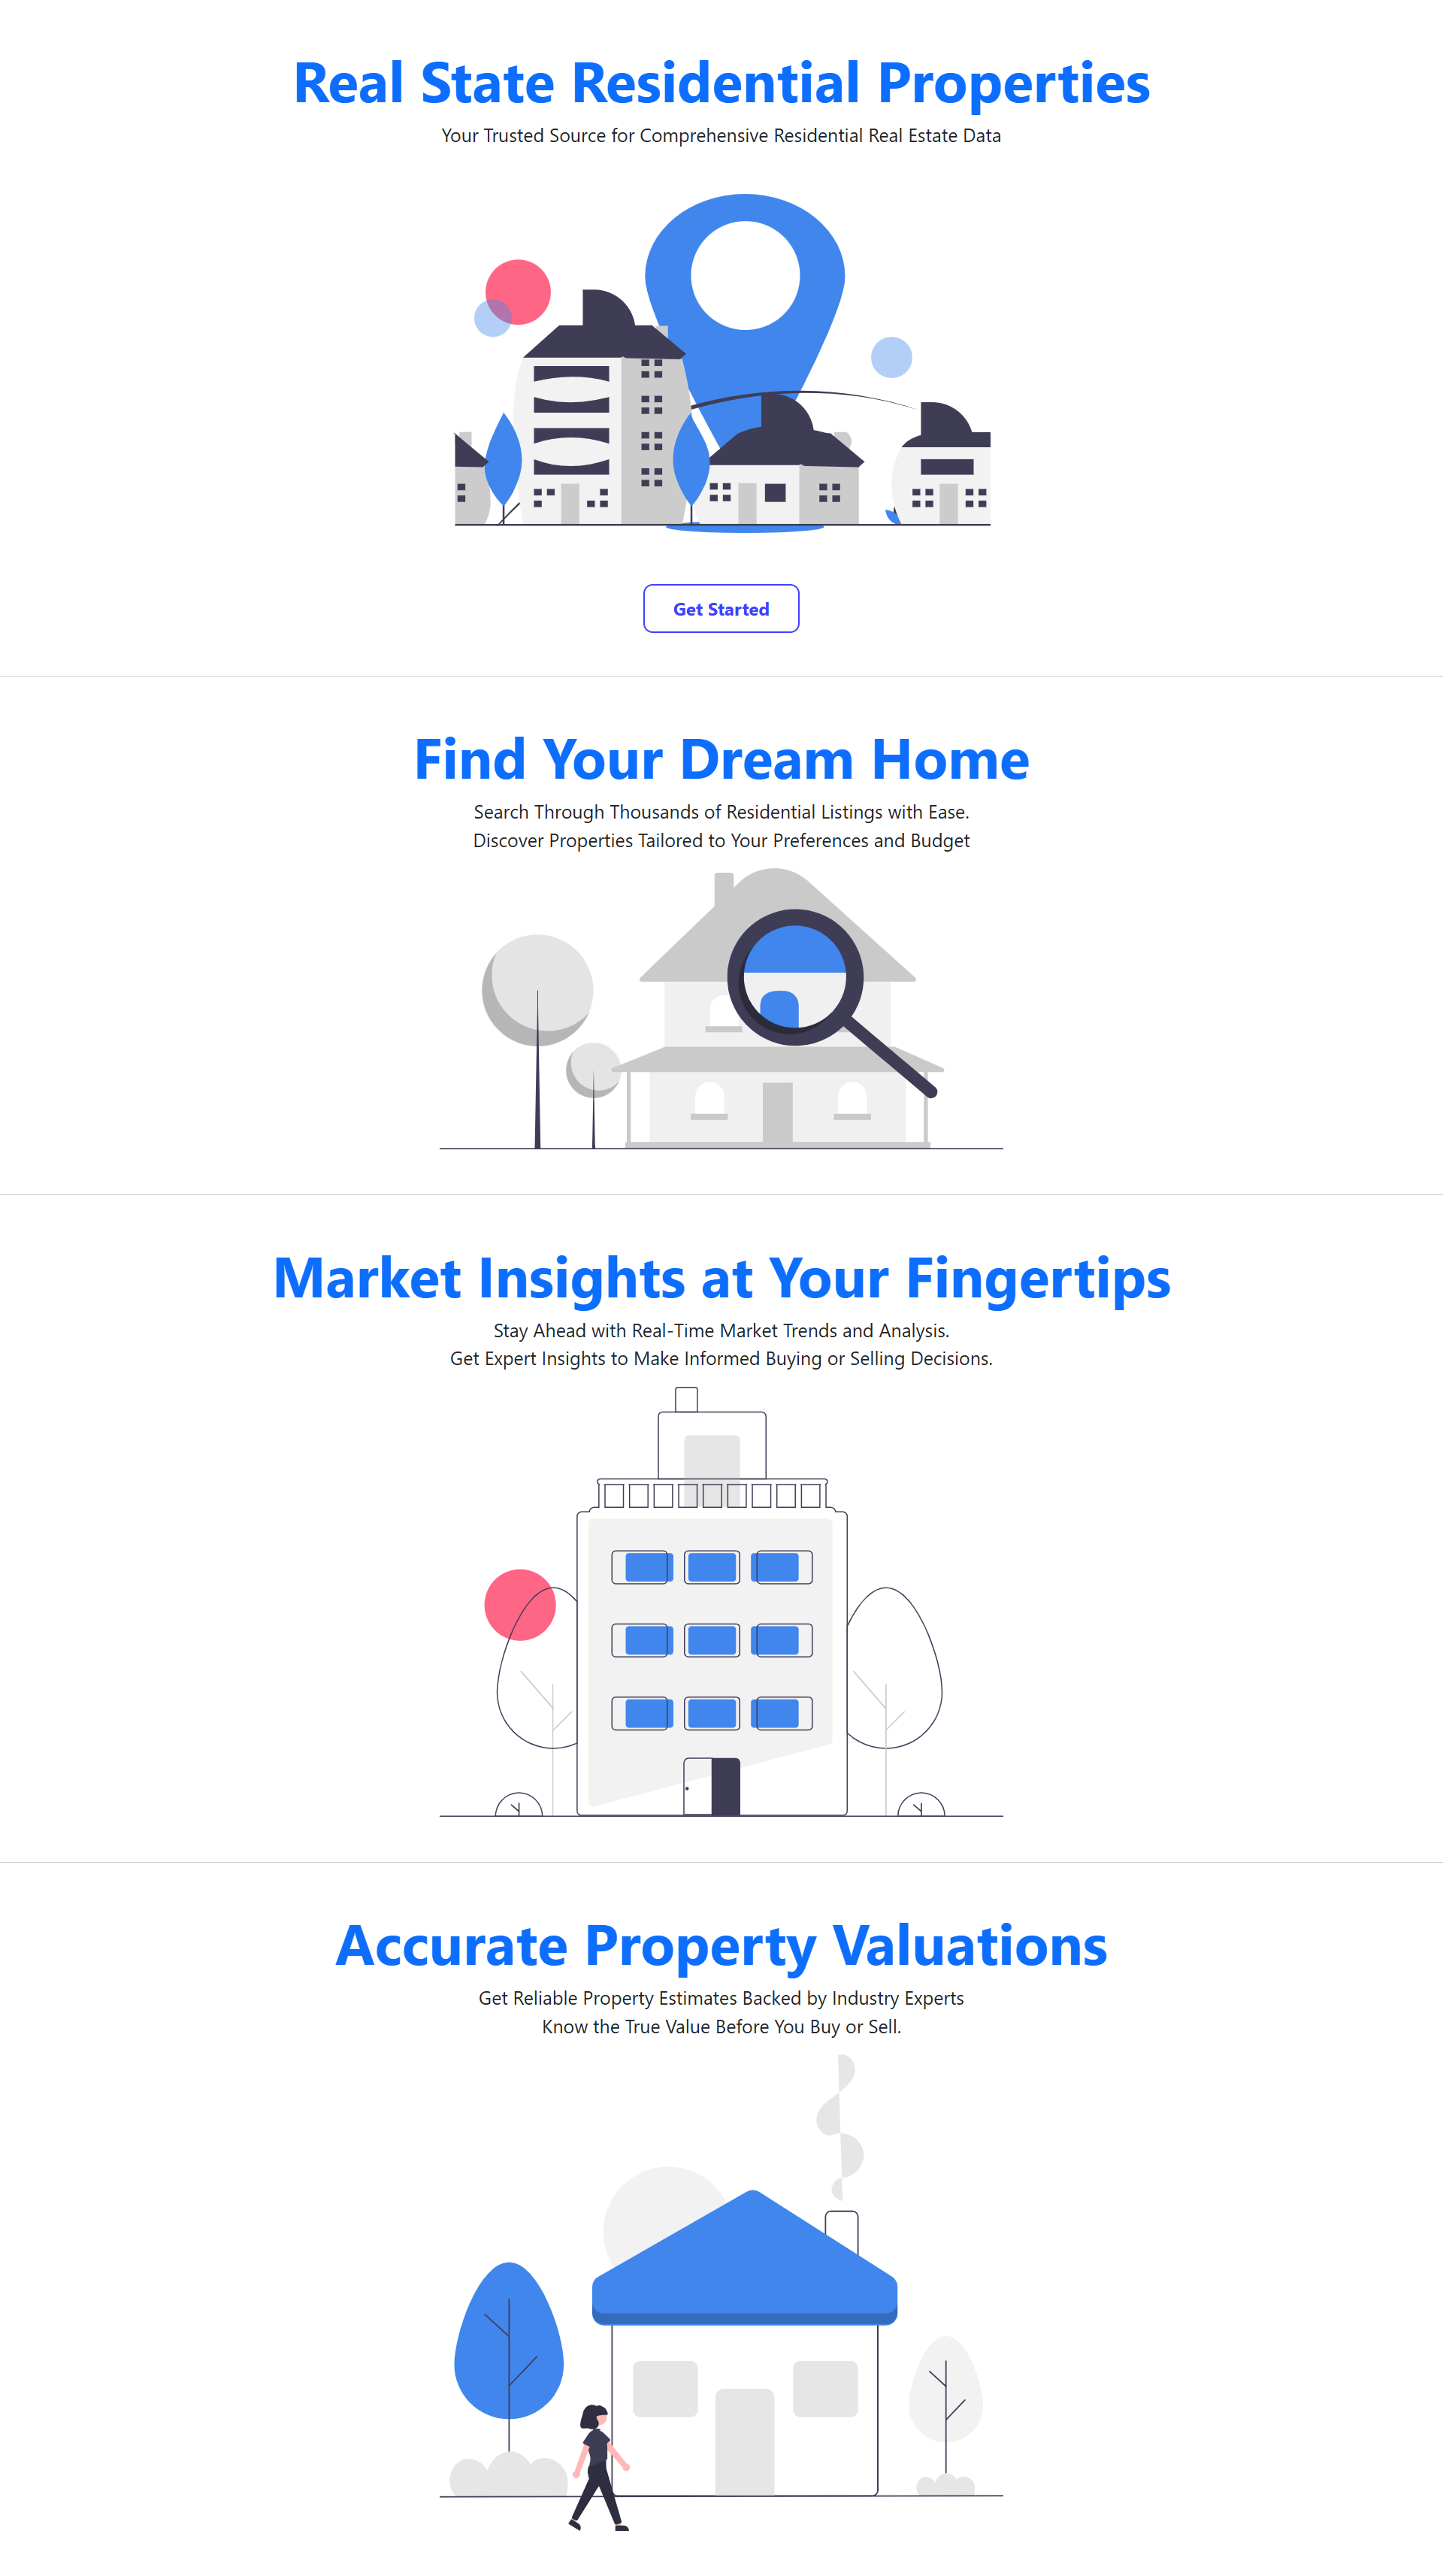 Real State Residential Properties
Your Trusted Source for Comprehensive Residential Real Estate Data
Get Started
Find Your Dream Home
Search Through Thousands of Residential Listings with Ease.
Discover Properties Tailored to Your Preferences and Budget
Market Insights at Your Fingertips
Stay Ahead with Real-Time Market Trends and Analysis.
Get Expert Insights to Make Informed Buying or Selling Decisions.
Accurate Property Valuations
Get Reliable Property Estimates Backed by Industry Experts
Know the True Value Before You Buy or Sell.